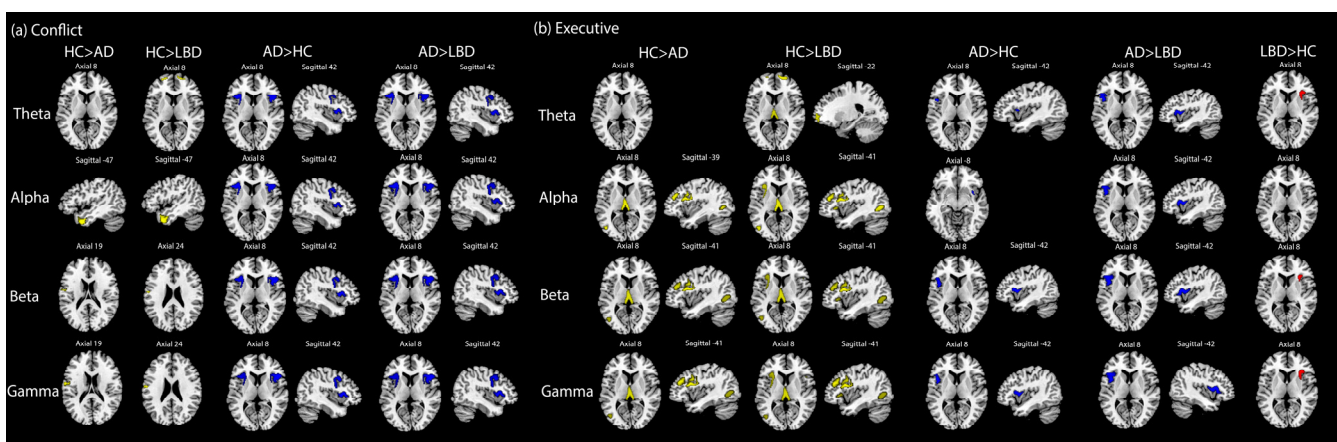 (a) Conflict
(b) Executive
HC>AD HC>LBD AD>HC AD>LBD HC>AD HC>LBD AD>HC AD>LBD LBD>HC
Axial 8 Axial 8 Axial 8 Sagittal 42 Axial 8 Sagittal 42 Axial 8 Axial 8 Sagittal -22 Axial 8 Sagittal -42 Axial 8 Sagittal -42 Axial 8
Theta Theta
Sagittal -47 Sagittal -47 Axial 8 Sagittal 42 Axial 8 Sagittal 42 Axial 8 Sagittal -39 Axial 8 Sagittal -41 Axial -8 Axial 8 Sagittal -42 Axial 8
Alpha Alpha
Axial 19 Axial 24 Axial 8 Sagittal 42 Axial 8 Sagittal 42 Axial 8 Sagittal -41 Axial 8 Sagittal -41 Axial 8 Sagittal -42 Axial 8 Sagittal -42 Axial 8
Beta Beta
Axial 19 Axial 24 Axial 8 Sagittal 42 Axial 8 Sagittal 42 Axial 8 Sagittal -41 Axial 8 Sagittal -41 Axial 8 Sagittal -42 Axial 8 Sagittal -42 Axial 8
Gamma Gamma